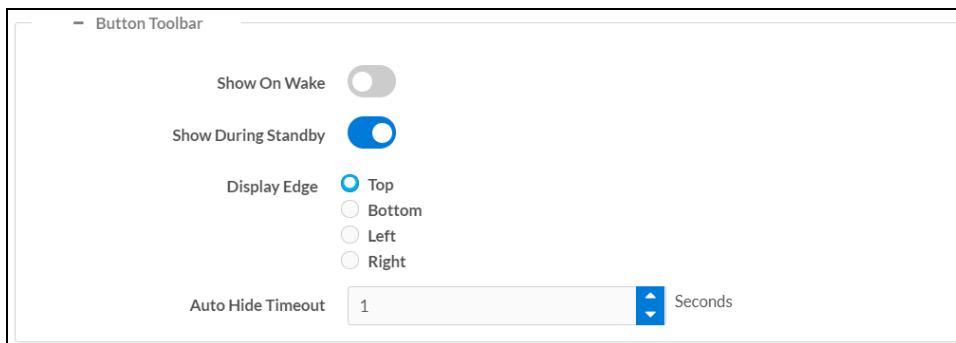 − Button Toolbar
Show On Wake
Show During Standby
Display Edge Top
Bottom
Left
Right
Auto Hide Timeout 1 Seconds